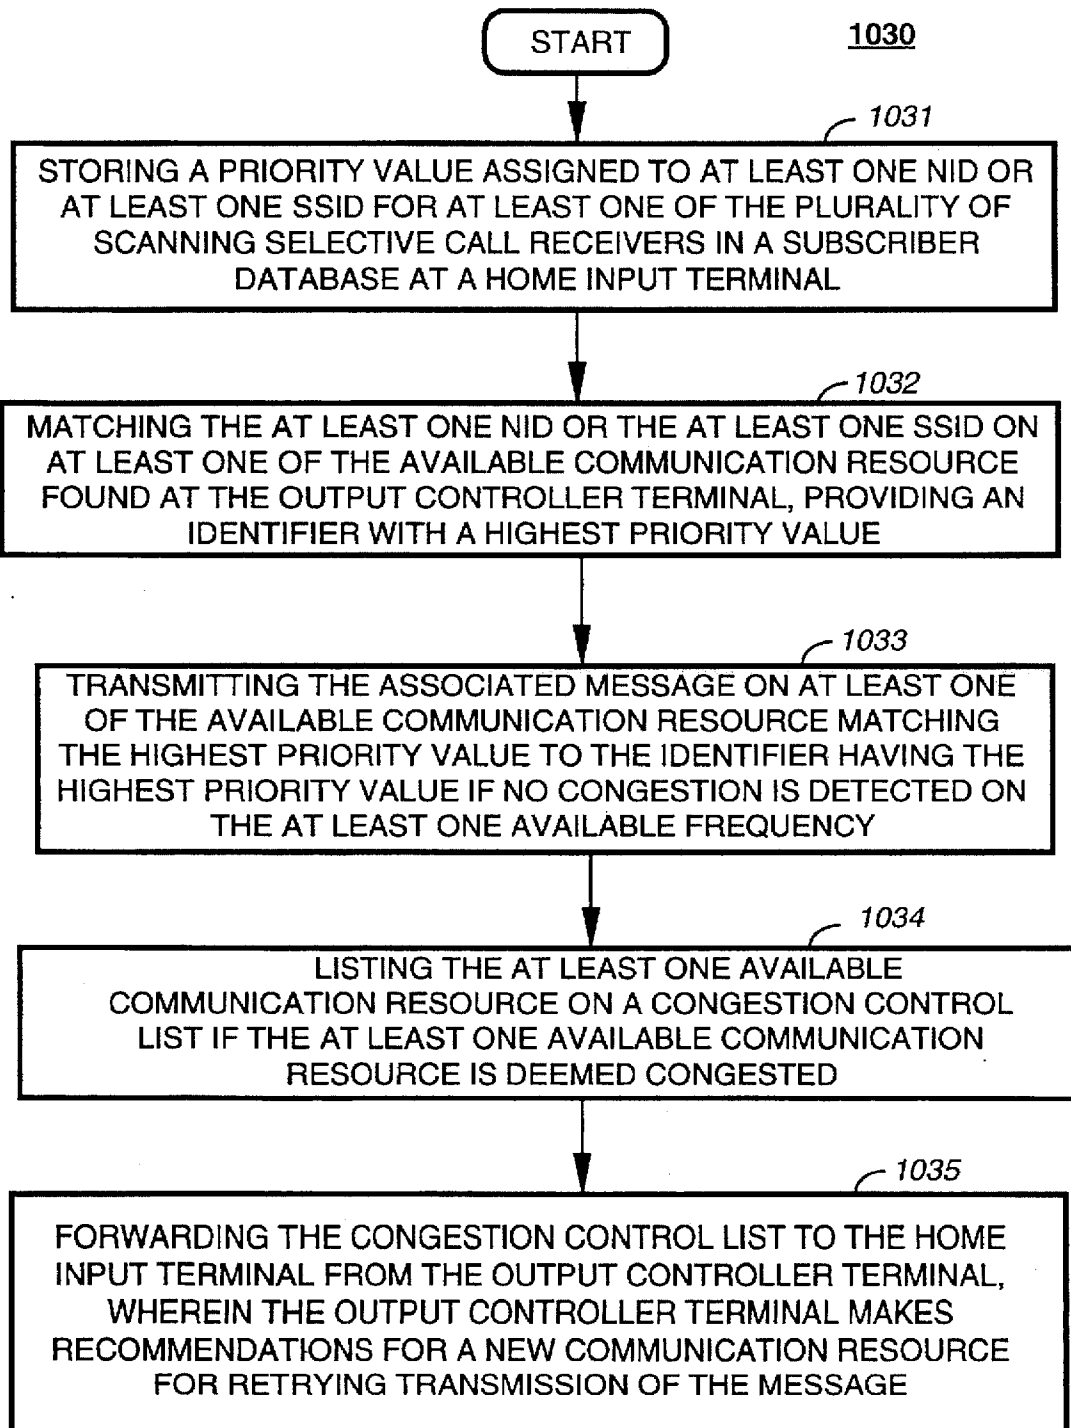 START
1030
1031
STORING A PRIORITY VALUE ASSIGNED TO AT LEAST ONE NID OR
AT LEAST ONE SSID FOR AT LEAST ONE OF THE PLURALITY OF
SCANNING SELECTIVE CALL RECEIVERS IN A SUBSCRIBER
DATABASE AT A HOME INPUT TERMINAL
1032
MATCHING THE AT LEAST ONE NID OR THE AT LEAST ONE SSID ON
AT LEAST ONE OF THE AVAILABLE COMMUNICATION RESOURCE
FOUND AT THE OUTPUT CONTROLLER TERMINAL, PROVIDING AN
IDENTIFIER WITH A HIGHEST PRIORITY VALUE
1033
TRANSMITTING THE ASSOCIATED MESSAGE ON AT LEAST ONE
OF THE AVAILABLE COMMUNICATION RESOURCE MATCHING
THE HIGHEST PRIORITY VALUE TO THE IDENTIFIER HAVING THE
HIGHEST PRIORITY VALUE IF NO CONGESTION IS DETECTED ON
THE AT LEAST ONE AVAILABLE FREQUENCY
1034
LISTING THE AT LEAST ONE AVAILABLE
COMMUNICATION RESOURCE ON A CONGESTION CONTROL
LIST IF THE AT LEAST ONE AVAILABLE COMMUNICATION
RESOURCE IS DEEMED CONGESTED
1035
FORWARDING THE CONGESTION CONTROL LIST TO THE HOME
INPUT TERMINAL FROM THE OUTPUT CONTROLLER TERMINAL,
WHEREIN THE OUTPUT CONTROLLER TERMINAL MAKES
RECOMMENDATIONS FOR A NEW COMMUNICATION RESOURCE
FOR RETRYING TRANSMISSION OF THE MESSAGE